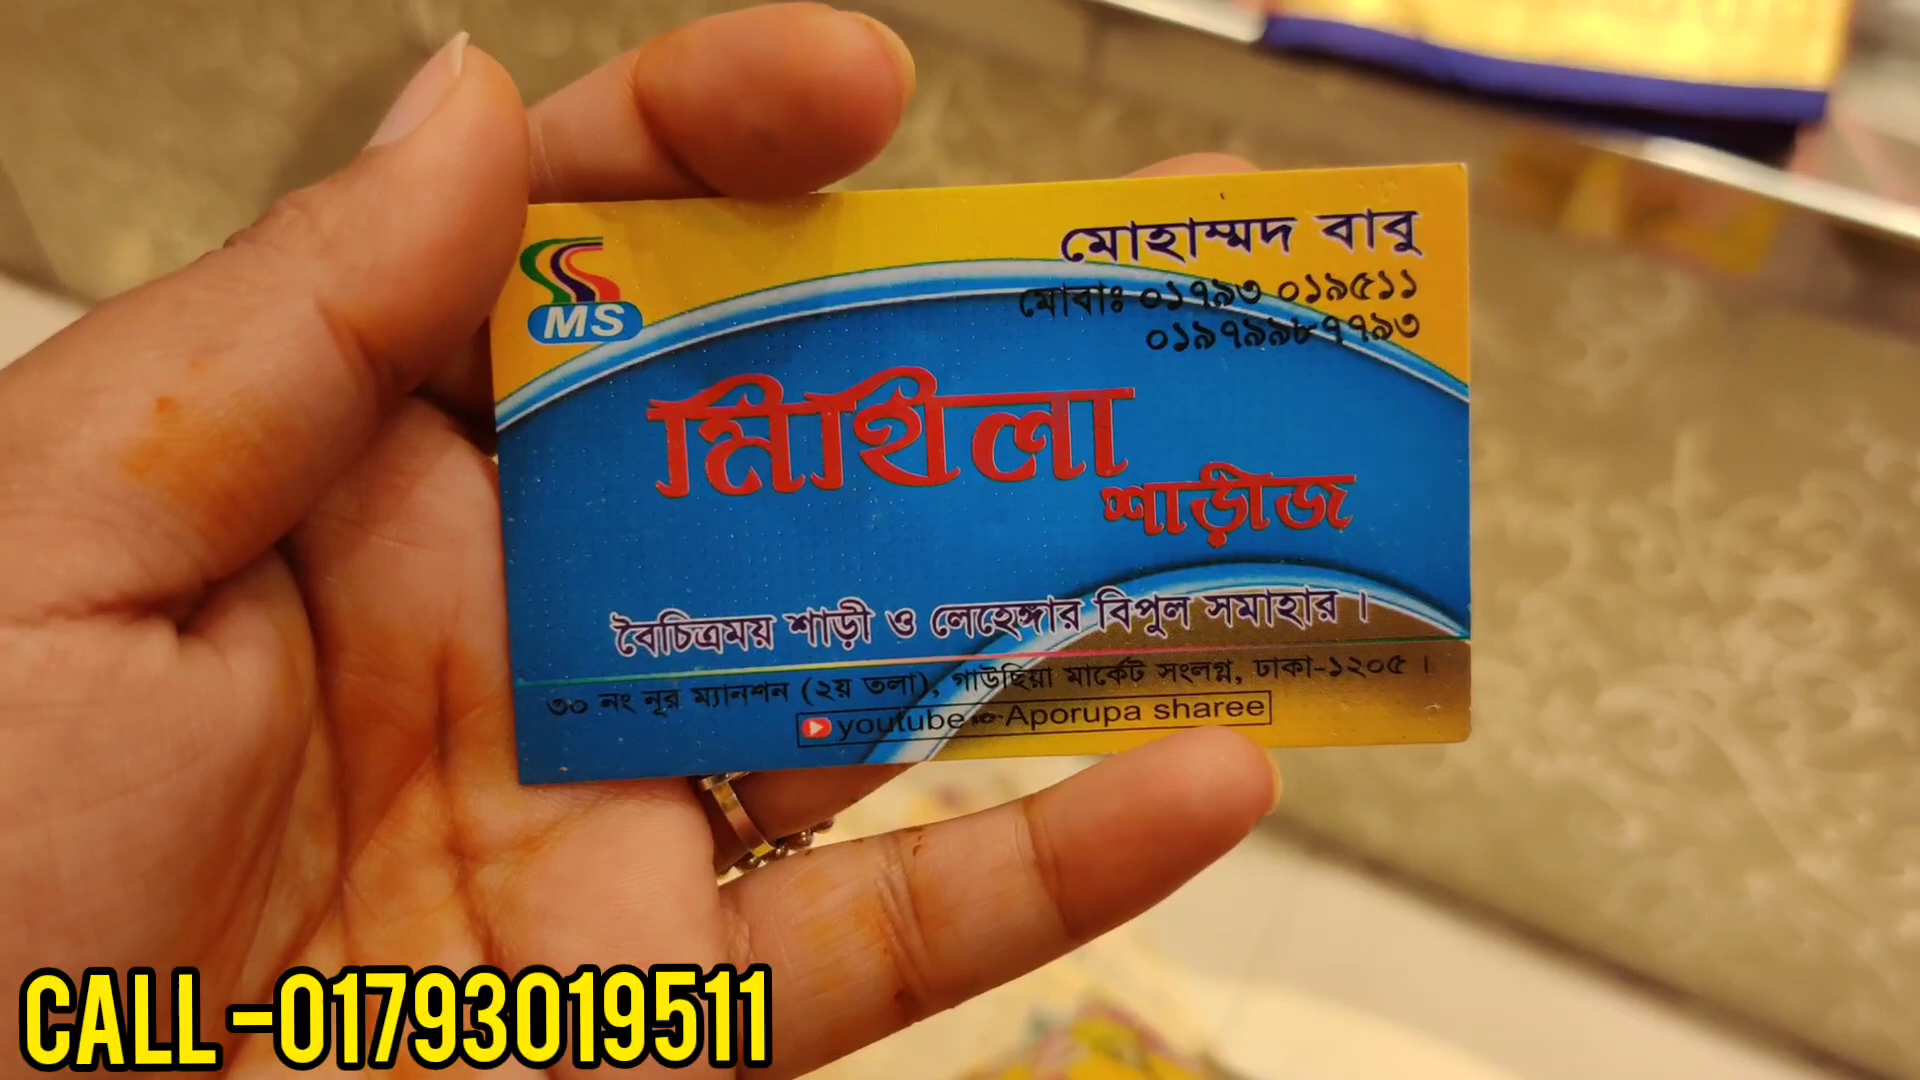 MS
মোহাম্মদ বাবু
মোবাঃ ০১৭৯৩ ০১৯৫১১
০১৯৭৯৯৮৭৭৯৩
মিথিলা
শাড়ীজ
বৈচিত্রময় শাড়ী ও লেহেঙ্গার বিপুল সমাহার ।
৩০ নং নূর ম্যানশন (২য় তলা), গাউছিয়া মার্কেট সংলগ্ন, ঢাকা-১২০৫ ।
youtube Aporupa sharee
CALL -01793019511